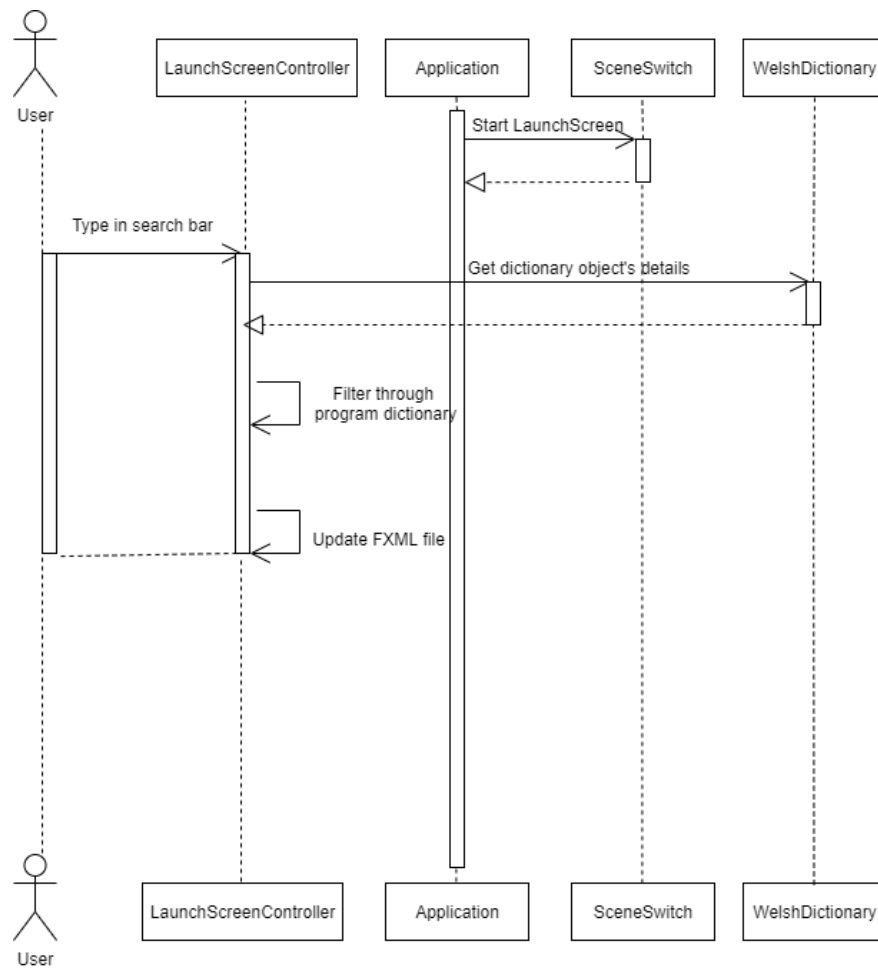 User
LaunchScreenController
Application
SceneSwitch
WelshDictionary
Start LaunchScreen
Type in search bar
Get dictionary object's details
Filter through
program dictionary
Update FXML file
User
LaunchScreenController
Application
SceneSwitch
WelshDictionary